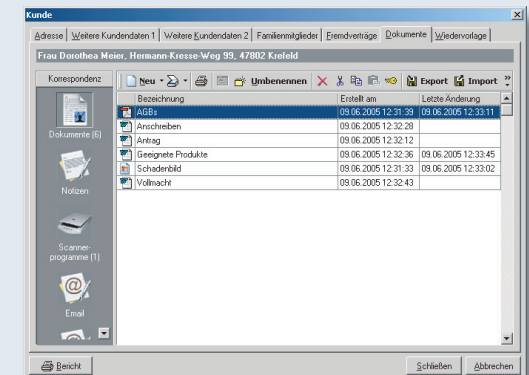 Kunde
Adresse Weitere Kundendaten 1 Weitere Kundendaten 2 Familienmitglieder Fremdverträge Dokumente Wiedervorlage
Frau Dorothea Meier, Hermann-Kresse-Weg 99, 47802 Krefeld
Korrespondenz
Neu Umbenennen Export Import
Bezeichnung Erstellt am Letzte Änderung
AGBs 09.06.2005 12:31:39 09.06.2005 12:33:11
Anschreiben 09.06.2005 12:32:28
Antrag 09.06.2005 12:32:12
Geeignete Produkte 09.06.2005 12:32:36 09.06.2005 12:33:45
Schadenbild 09.06.2005 12:31:33 09.06.2005 12:33:02
Vollmacht 09.06.2005 12:32:43
Dokumente (6)
Notizen
Scanner-
programme (1)
Email
Bericht Schließen Abbrechen